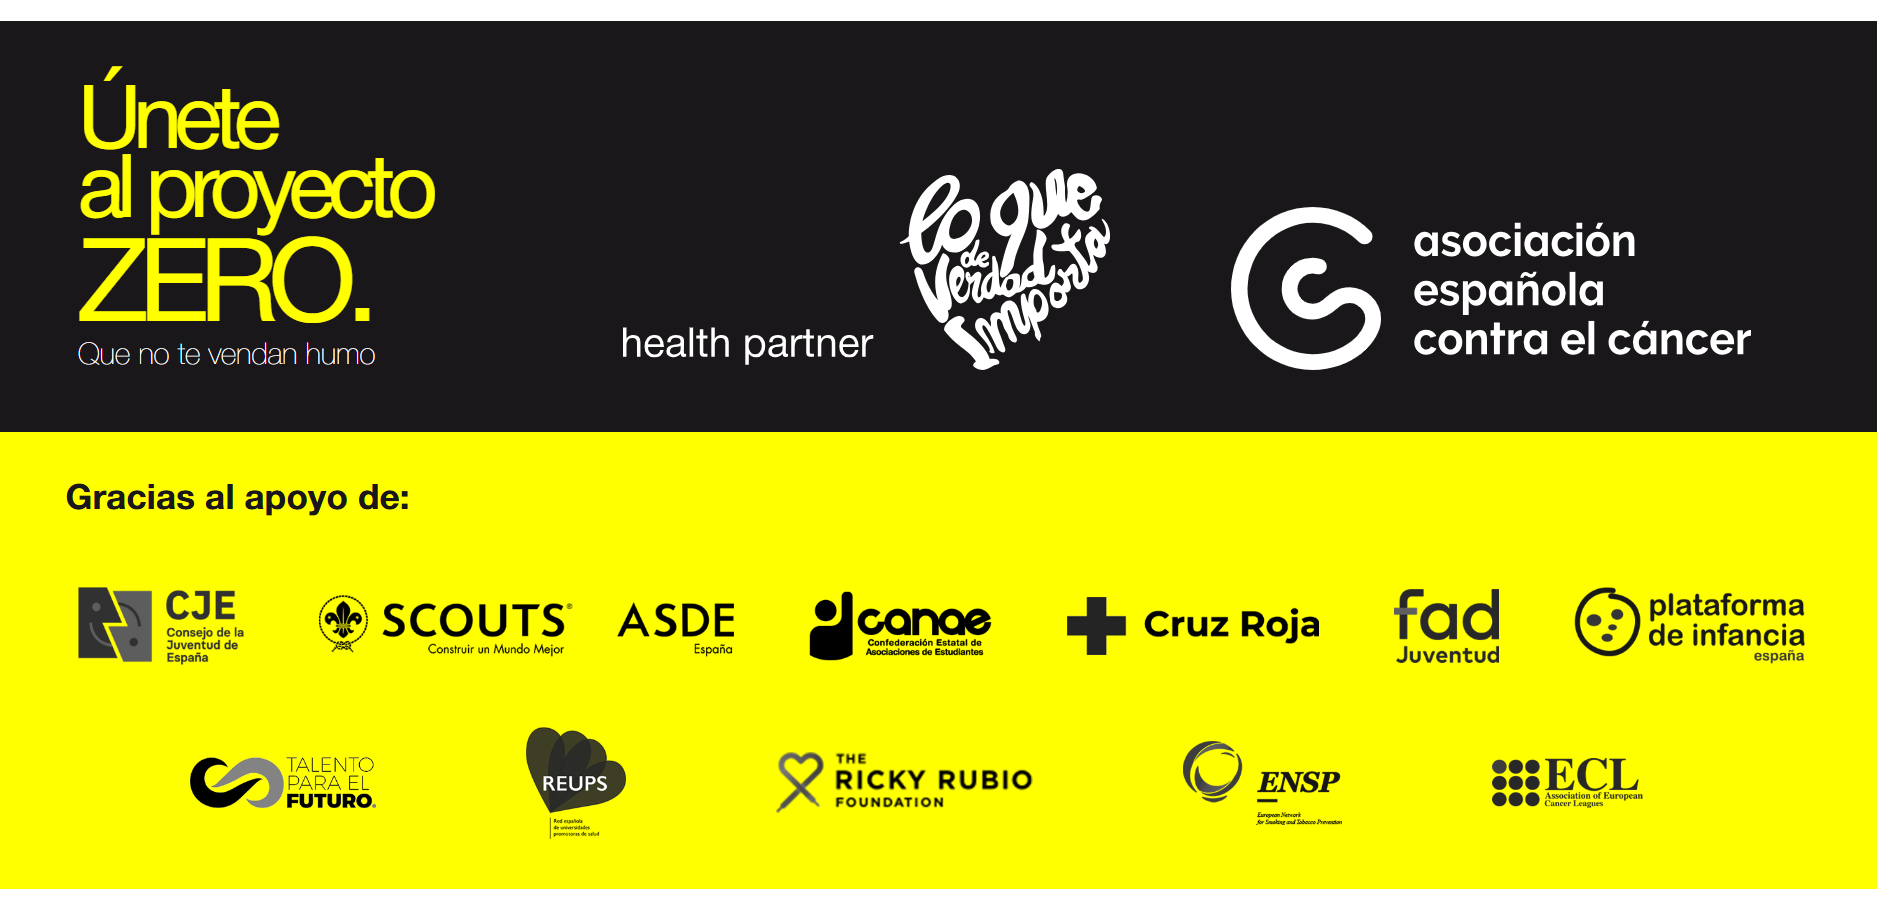 Únete
al proyecto
ZERO.
Que no te vendan humo
health partner
lo que
de
Verdad
Importa
asociación
española
contra el cáncer
Gracias al apoyo de:
CJE
Consejo de la
Juventud de
España
SCOUTS®
Construir un Mundo Mejor
ASDE
España
canae
Confederación Estatal de
Asociaciones de Estudiantes
Cruz Roja
fad
Juventud
plataforma
de infancia
españa
TALENTO
PARA EL
FUTURO®
REUPS
Red española
de universidades
promotoras de salud
THE
RICKY RUBIO
FOUNDATION
ENSP
European Network
for Smoking and Tobacco Prevention
ECL
Association of European
Cancer Leagues